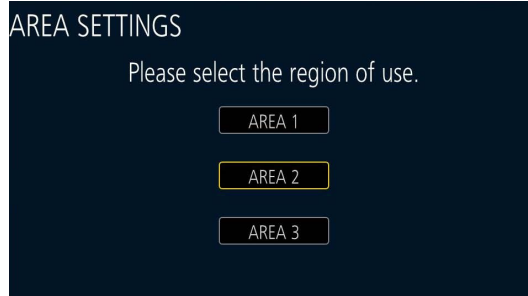 AREA SETTINGS
Please select the region of use.
AREA 1
AREA 2
AREA 3